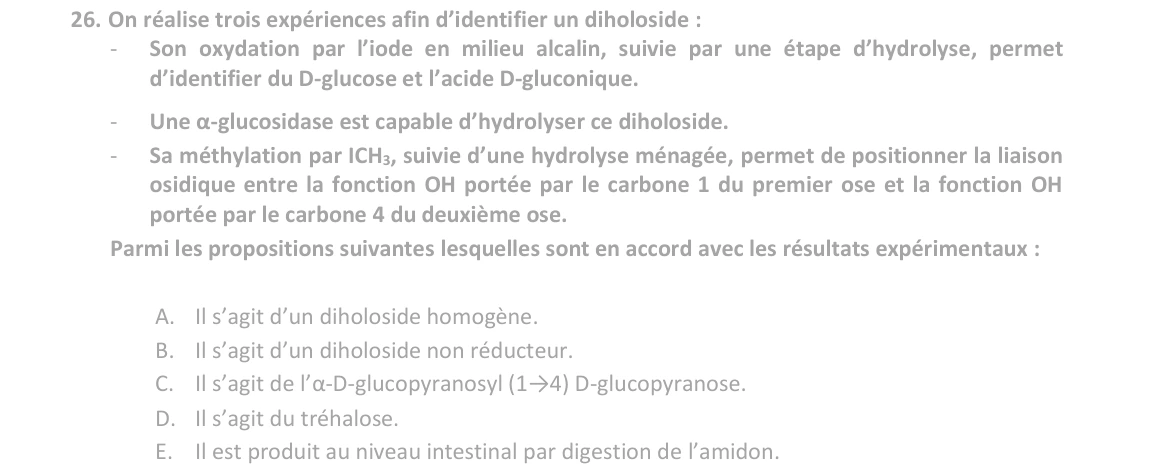 26. On réalise trois expériences afin d’identifier un diholoside :
- Son oxydation par l’iode en milieu alcalin, suivie par une étape d’hydrolyse, permet
d’identifier du D-glucose et l’acide D-gluconique.
- Une α-glucosidase est capable d’hydrolyser ce diholoside.
- Sa méthylation par ICH₃, suivie d’une hydrolyse ménagée, permet de positionner la liaison
osidique entre la fonction OH portée par le carbone 1 du premier ose et la fonction OH
portée par le carbone 4 du deuxième ose.
Parmi les propositions suivantes lesquelles sont en accord avec les résultats expérimentaux :
A. Il s’agit d’un diholoside homogène.
B. Il s’agit d’un diholoside non réducteur.
C. Il s’agit de l’α-D-glucopyranosyl (1→4) D-glucopyranose.
D. Il s’agit du tréhalose.
E. Il est produit au niveau intestinal par digestion de l’amidon.